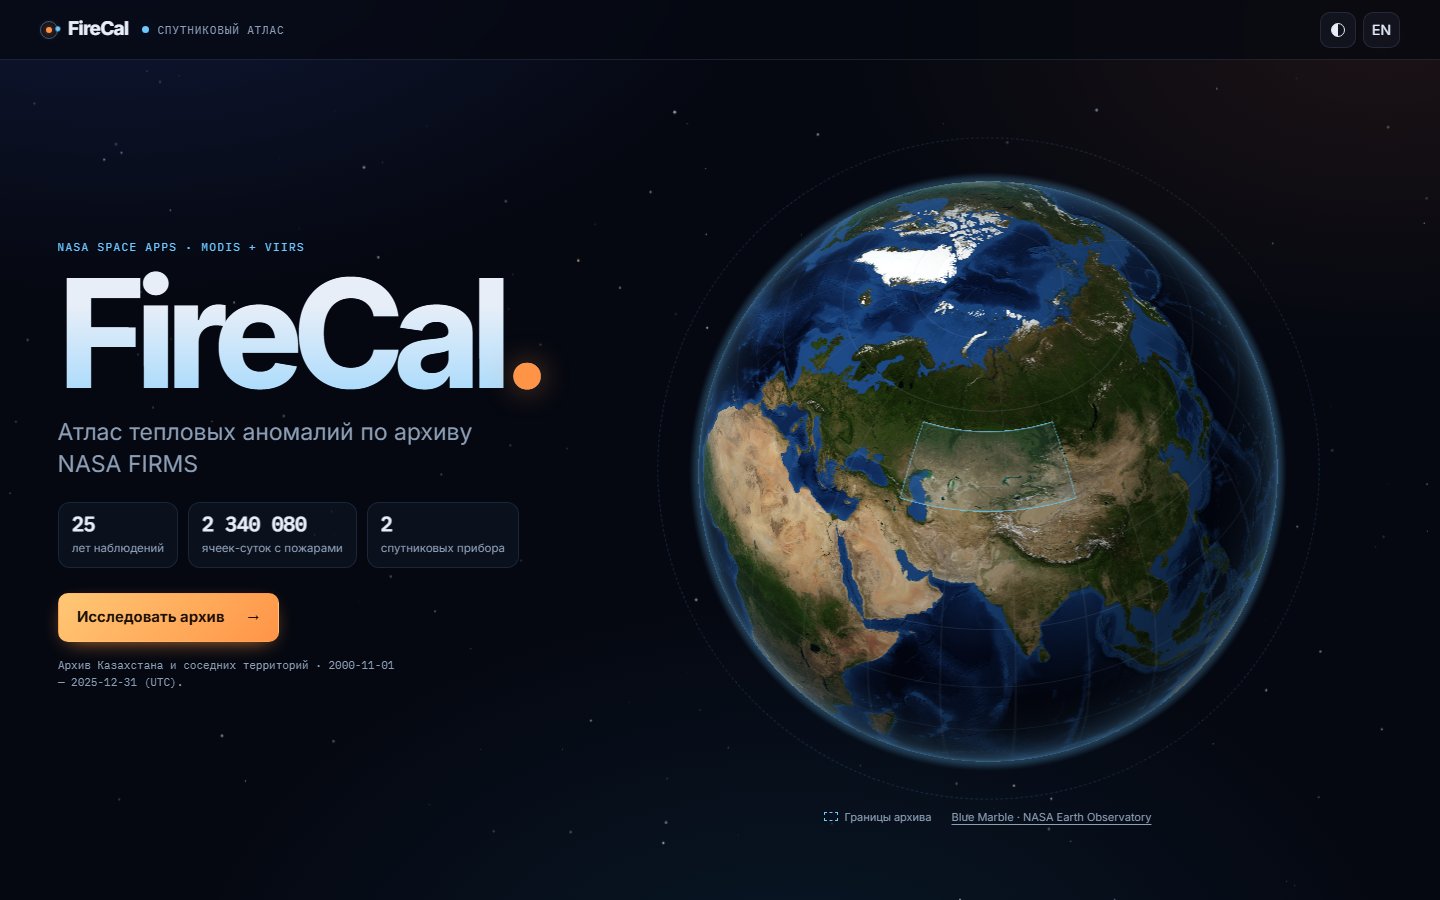 FireCal
СПУТНИКОВЫЙ АТЛАС
EN
NASA SPACE APPS · MODIS + VIIRS
FireCal.
Атлас тепловых аномалий по архиву
NASA FIRMS
25
лет наблюдений
2 340 080
ячеек-суток с пожарами
2
спутниковых прибора
Исследовать архив →
Архив Казахстана и соседних территорий · 2000-11-01
— 2025-12-31 (UTC).
Границы архива
Blue Marble · NASA Earth Observatory